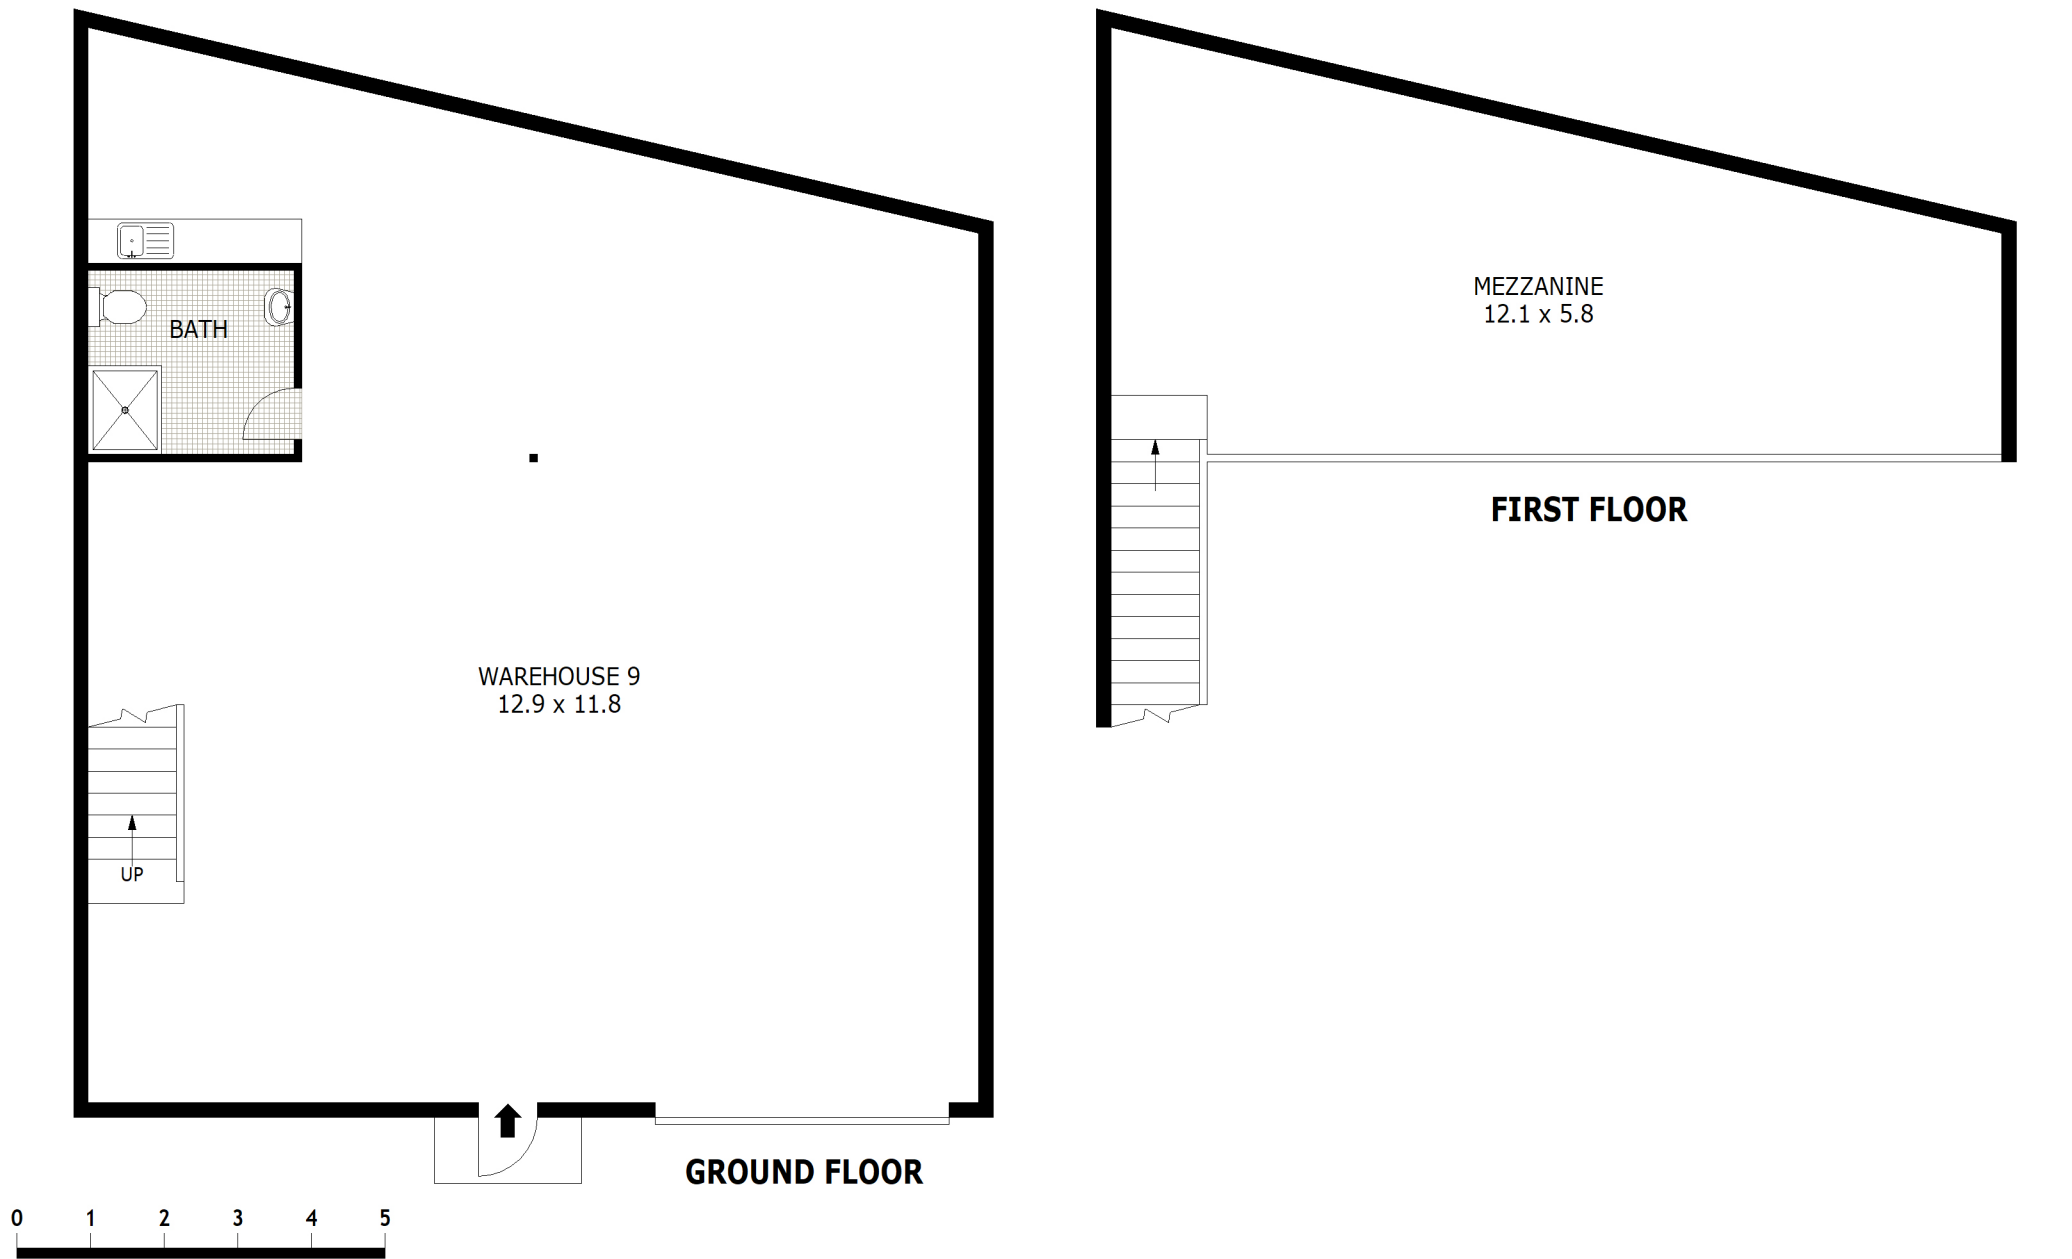 BATH
WAREHOUSE 9
12.9 x 11.8
UP
GROUND FLOOR
0 1 2 3 4 5
MEZZANINE
12.1 x 5.8
FIRST FLOOR